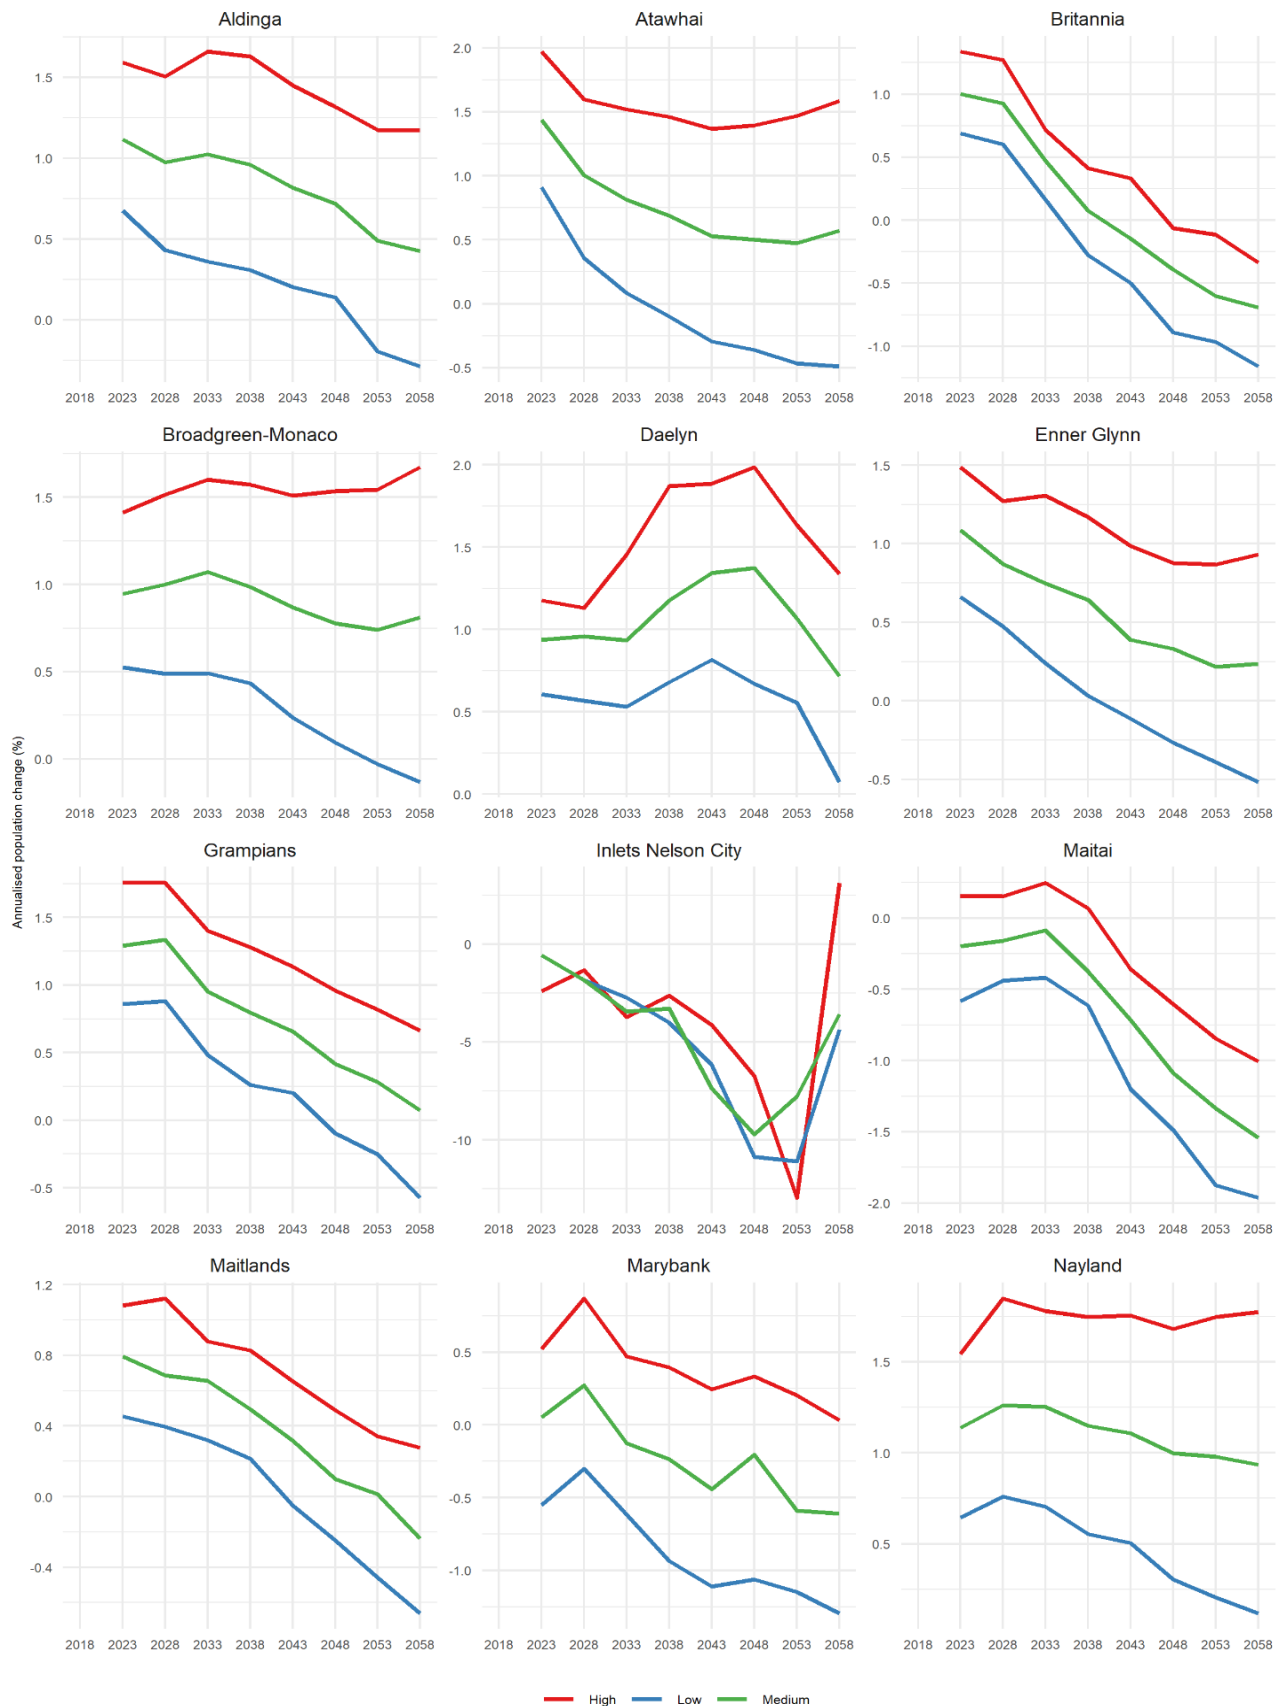 Aldinga Atawhai Britannia
1.5 1.0 0.5 0.0
2.0 1.5 1.0 0.5 0.0 -0.5
1.0 0.5 0.0 -0.5 -1.0
2018 2023 2028 2033 2038 2043 2048 2053 2058 2018 2023 2028 2033 2038 2043 2048 2053 2058 2018 2023 2028 2033 2038 2043 2048 2053 2058
Broadgreen-Monaco Daelyn Enner Glynn
1.5 1.0 0.5 0.0
2.0 1.5 1.0 0.5 0.0
1.5 1.0 0.5 0.0 -0.5
2018 2023 2028 2033 2038 2043 2048 2053 2058 2018 2023 2028 2033 2038 2043 2048 2053 2058 2018 2023 2028 2033 2038 2043 2048 2053 2058
Annualised population change (%)
Grampians Inlets Nelson City Maitai
1.5 1.0 0.5 0.0 -0.5
0 -5 -10
0.0 -0.5 -1.0 -1.5 -2.0
2018 2023 2028 2033 2038 2043 2048 2053 2058 2018 2023 2028 2033 2038 2043 2048 2053 2058 2018 2023 2028 2033 2038 2043 2048 2053 2058
Maitlands Marybank Nayland
1.2 0.8 0.4 0.0 -0.4
0.5 0.0 -0.5 -1.0
1.5 1.0 0.5
2018 2023 2028 2033 2038 2043 2048 2053 2058 2018 2023 2028 2033 2038 2043 2048 2053 2058 2018 2023 2028 2033 2038 2043 2048 2053 2058
High Low Medium